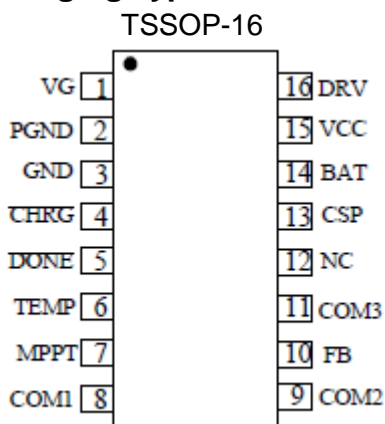 TSSOP-16
VG 1 16 DRV
PGND 2 15 VCC
GND 3 14 BAT
CHRG 4 13 CSP
DONE 5 12 NC
TEMP 6 11 COM3
MPPT 7 10 FB
COM1 8 9 COM2